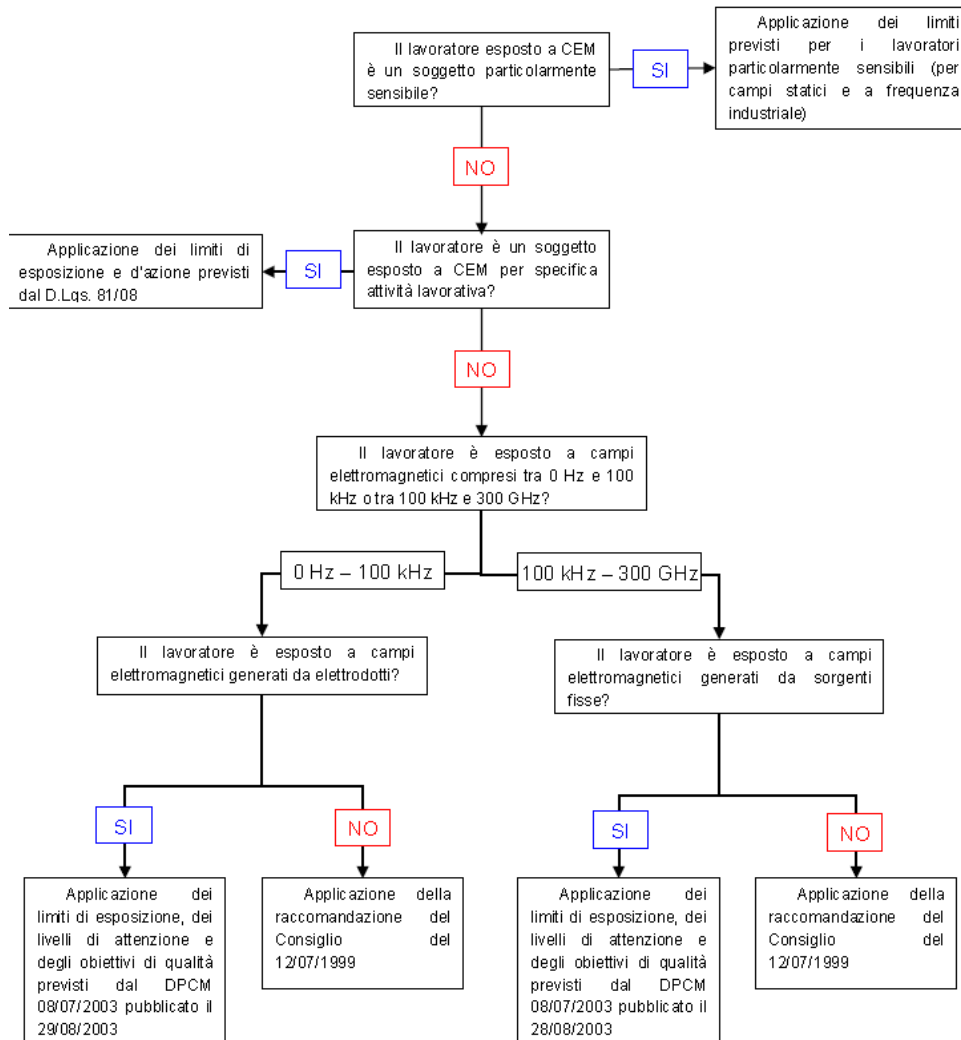 Il lavoratore esposto a CEM
è un soggetto particolarmente
sensibile?
SI
Applicazione dei limiti
previsti per i lavoratori
particolarmente sensibili (per
campi statici e a frequenza
industriale)
NO
Il lavoratore è un soggetto
esposto a CEM per specifica
attività lavorativa?
SI
Applicazione dei limiti di
esposizione e d'azione previsti
dal D.Lgs. 81/08
NO
Il lavoratore è esposto a campi
elettromagnetici compresi tra 0 Hz e 100
kHz o tra 100 kHz e 300 GHz?
0 Hz – 100 kHz
100 kHz – 300 GHz
Il lavoratore è esposto a campi
elettromagnetici generati da elettrodotti?
Il lavoratore è esposto a campi
elettromagnetici generati da sorgenti
fisse?
SI
NO
SI
NO
Applicazione dei
limiti di esposizione, dei
livelli di attenzione e
degli obiettivi di qualità
previsti dal DPCM
08/07/2003 pubblicato il
29/08/2003
Applicazione della
raccomandazione del
Consiglio del
12/07/1999
Applicazione dei
limiti di esposizione, dei
livelli di attenzione e
degli obiettivi di qualità
previsti dal DPCM
08/07/2003 pubblicato il
28/08/2003
Applicazione della
raccomandazione del
Consiglio del
12/07/1999